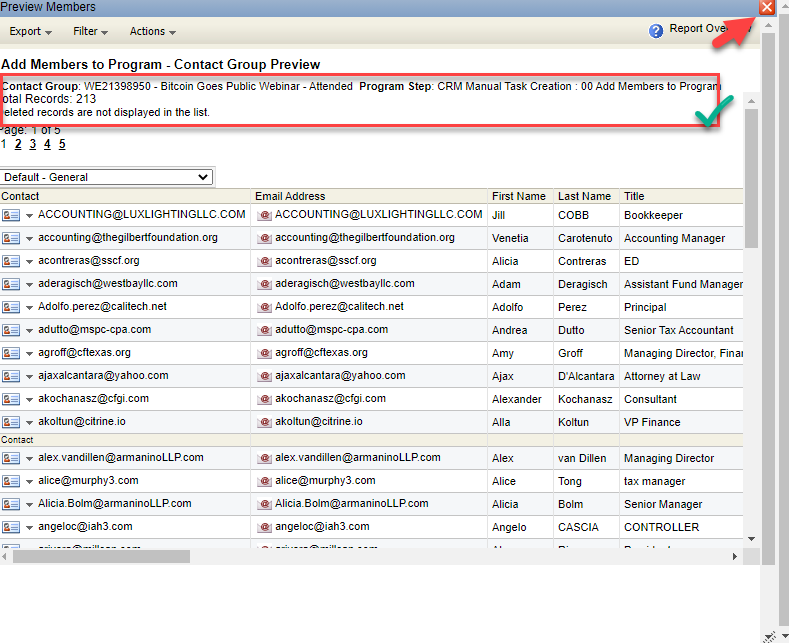 Preview Members
Export Filter Actions Report Ove
Add Members to Program - Contact Group Preview
Contact Group: WE21398950 - Bitcoin Goes Public Webinar - Attended Program Step: CRM Manual Task Creation : 00 Add Members to Program
otal Records: 213
eleted records are not displayed in the list.
Page: 1 of 5
1 2 3 4 5
Default - General
Contact Email Address First Name Last Name Title
ACCOUNTING@LUXLIGHTINGLLC.COM ACCOUNTING@LUXLIGHTINGLLC.COM Jill COBB Bookkeeper
accounting@thegilbertfoundation.org accounting@thegilbertfoundation.org Venetia Carotenuto Accounting Manager
acontreras@sscf.org acontreras@sscf.org Alicia Contreras ED
aderagisch@westbayllc.com aderagisch@westbayllc.com Adam Deragisch Assistant Fund Manager
Adolfo.perez@calitech.net Adolfo.perez@calitech.net Adolfo Perez Principal
adutto@mspc-cpa.com adutto@mspc-cpa.com Andrea Dutto Senior Tax Accountant
agroff@cftexas.org agroff@cftexas.org Amy Groff Managing Director, Finan
ajaxalcantara@yahoo.com ajaxalcantara@yahoo.com Ajax D'Alcantara Attorney at Law
akochanasz@cfgi.com akochanasz@cfgi.com Alexander Kochanasz Consultant
akoltun@citrine.io akoltun@citrine.io Alla Koltun VP Finance
Contact
alex.vandillen@armaninoLLP.com alex.vandillen@armaninoLLP.com Alex van Dillen Managing Director
alice@murphy3.com alice@murphy3.com Alice Tong tax manager
Alicia.Bolm@armaninoLLP.com Alicia.Bolm@armaninoLLP.com Alicia Bolm Senior Manager
angeloc@iah3.com angeloc@iah3.com Angelo CASCIA CONTROLLER